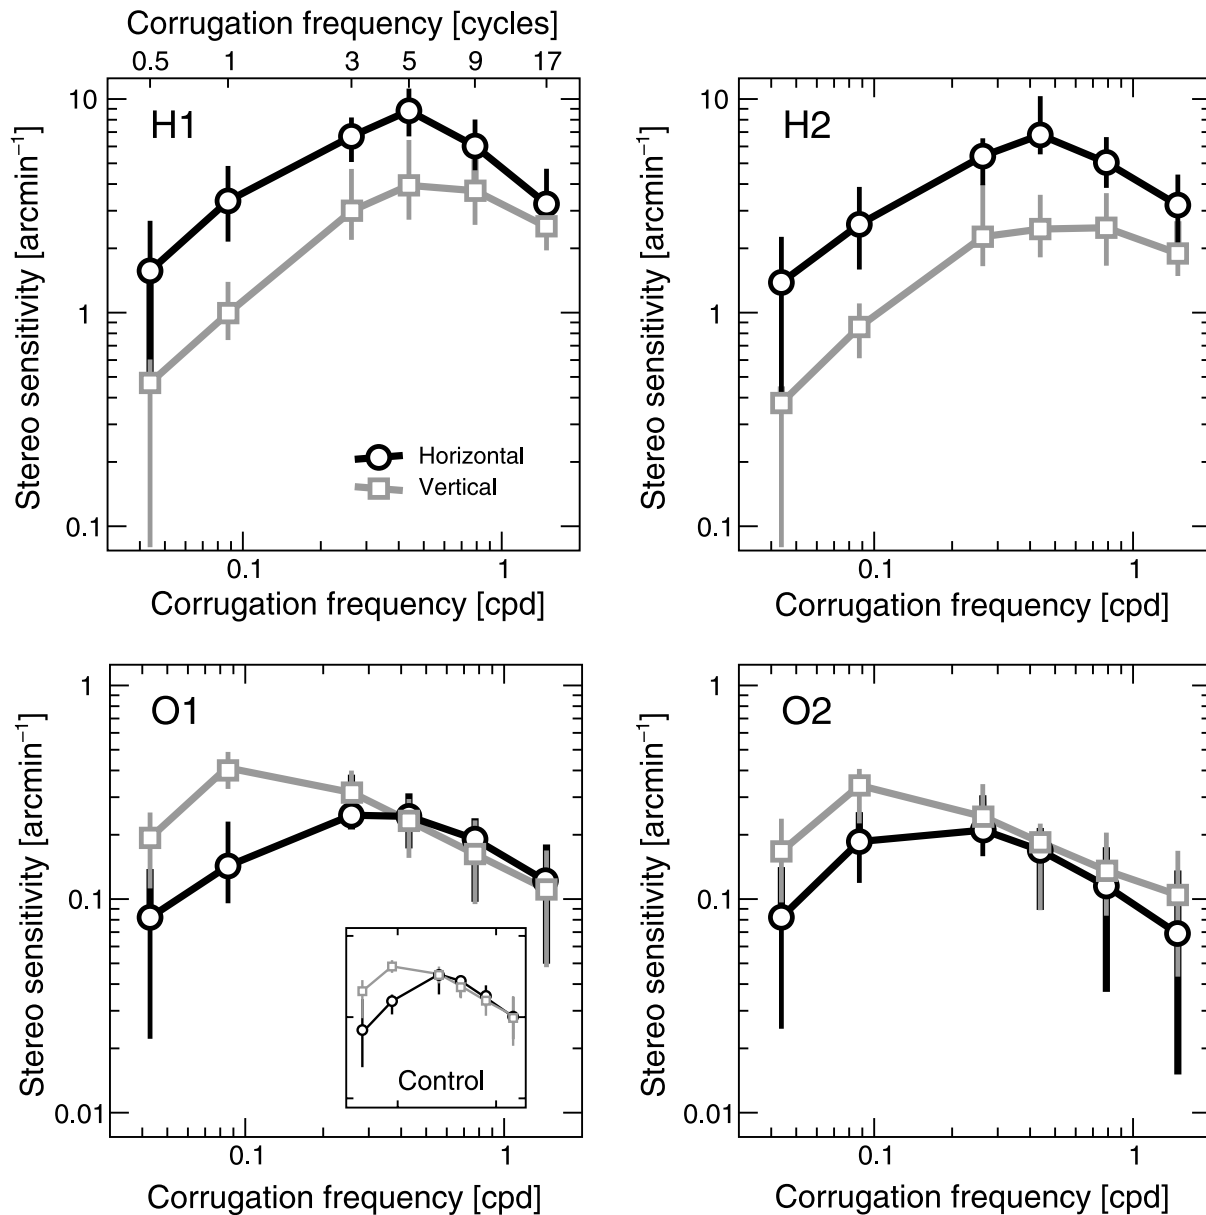 Corrugation frequency [cycles]
0.5 1 3 5 9 17
H1
10
1
0.1
Stereo sensitivity [arcmin⁻¹]
Horizontal
Vertical
0.1 1
Corrugation frequency [cpd]
H2
10
1
0.1
Stereo sensitivity [arcmin⁻¹]
0.1 1
Corrugation frequency [cpd]
O1
1
0.1
0.01
Stereo sensitivity [arcmin⁻¹]
Control
0.1 1
Corrugation frequency [cpd]
O2
1
0.1
0.01
Stereo sensitivity [arcmin⁻¹]
0.1 1
Corrugation frequency [cpd]